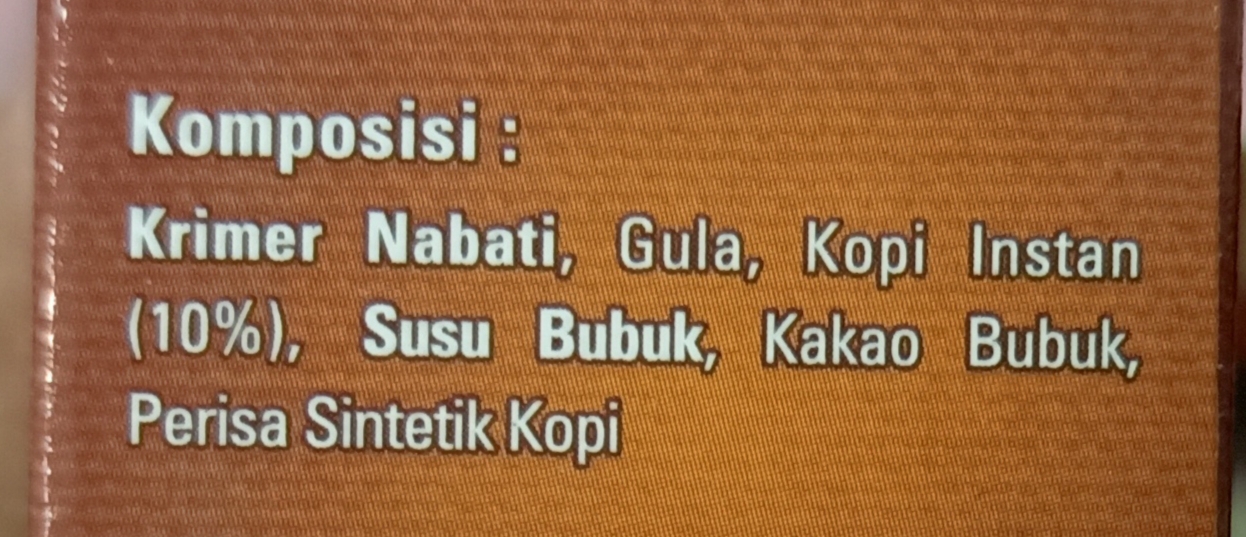 Komposisi :
Krimer Nabati, Gula, Kopi Instan
(10%), Susu Bubuk, Kakao Bubuk,
Perisa Sintetik Kopi